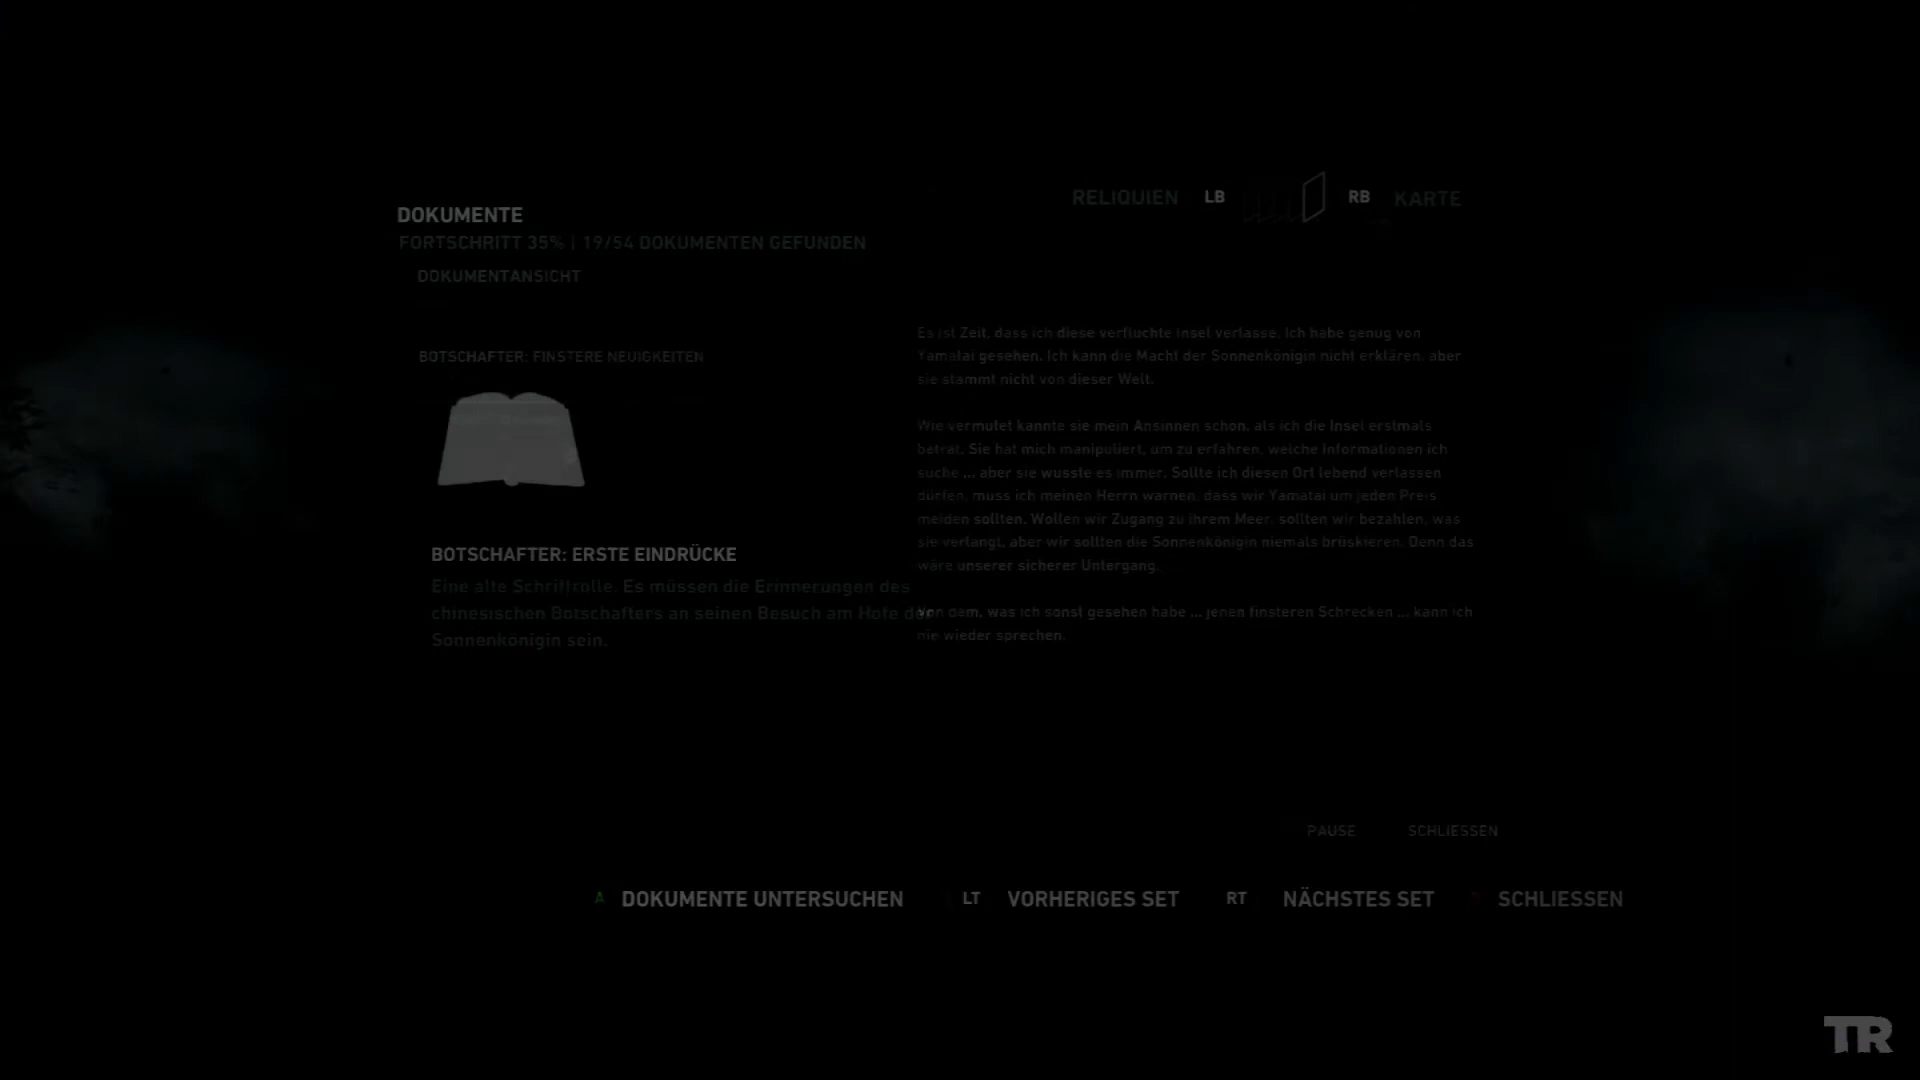 RELIQUIEN LB RB KARTE
DOKUMENTE
FORTSCHRITT 35% | 19/54 DOKUMENTEN GEFUNDEN
DOKUMENTANSICHT
BOTSCHAFTER: FINSTERE NEUIGKEITEN
BOTSCHAFTER: ERSTE EINDRÜCKE
Eine alte Schriftrolle. Es müssen die Erinnerungen des
chinesischen Botschafters an seinen Besuch am Hofe der
Sonnenkönigin sein.
Es ist Zeit, dass ich diese verfluchte Insel verlasse. Ich habe genug von
Yamatai gesehen. Ich kann die Macht der Sonnenkönigin nicht erklären, aber
sie stammt nicht von dieser Welt.
Wie vermutet kannte sie mein Ansinnen schon, als ich die Insel erstmals
betrat. Sie hat mich manipuliert, um zu erfahren, welche Informationen ich
suche ... aber sie wusste es immer. Sollte ich diesen Ort lebend verlassen
dürfen, muss ich meinen Herrn warnen, dass wir Yamatai um jeden Preis
meiden sollten. Wollen wir Zugang zu ihrem Meer, sollten wir bezahlen, was
sie verlangt, aber wir sollten die Sonnenkönigin niemals brüskieren. Denn das
wäre unserer sicherer Untergang.
Von dem, was ich sonst gesehen habe ... jenen finsteren Schrecken ... kann ich
nie wieder sprechen.
PAUSE SCHLIESSEN
A DOKUMENTE UNTERSUCHEN LT VORHERIGES SET RT NÄCHSTES SET SCHLIESSEN
TR